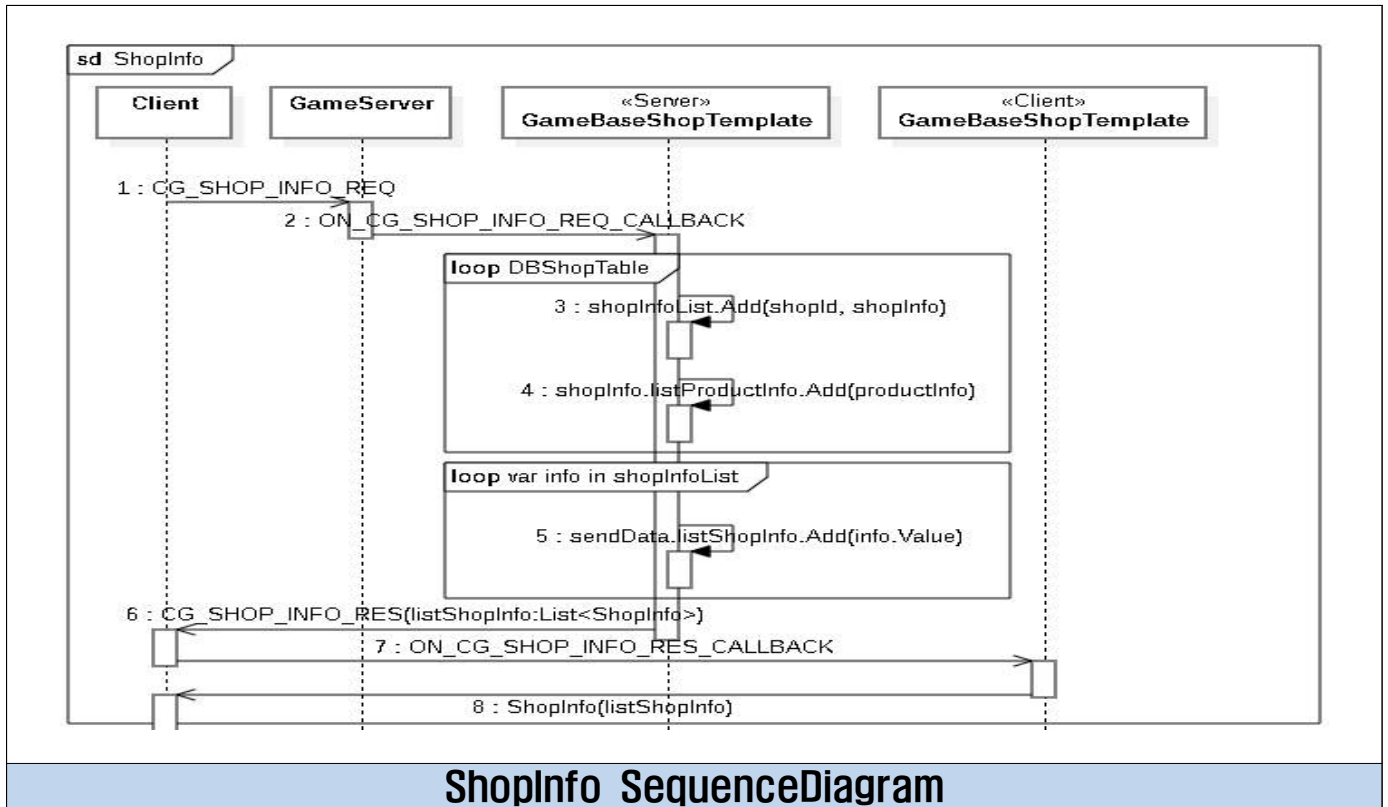 sd ShopInfo
Client
GameServer
«Server»
GameBaseShopTemplate
«Client»
GameBaseShopTemplate
1 : CG_SHOP_INFO_REQ
2 : ON_CG_SHOP_INFO_REQ_CALLBACK
loop DBShopTable
3 : shopInfoList.Add(shopId, shopInfo)
4 : shopInfo.listProductInfo.Add(productInfo)
loop var info in shopInfoList
5 : sendData.listShopInfo.Add(info.Value)
6 : CG_SHOP_INFO_RES(listShopInfo:List<ShopInfo>)
7 : ON_CG_SHOP_INFO_RES_CALLBACK
8 : ShopInfo(listShopInfo)
ShopInfo SequenceDiagram